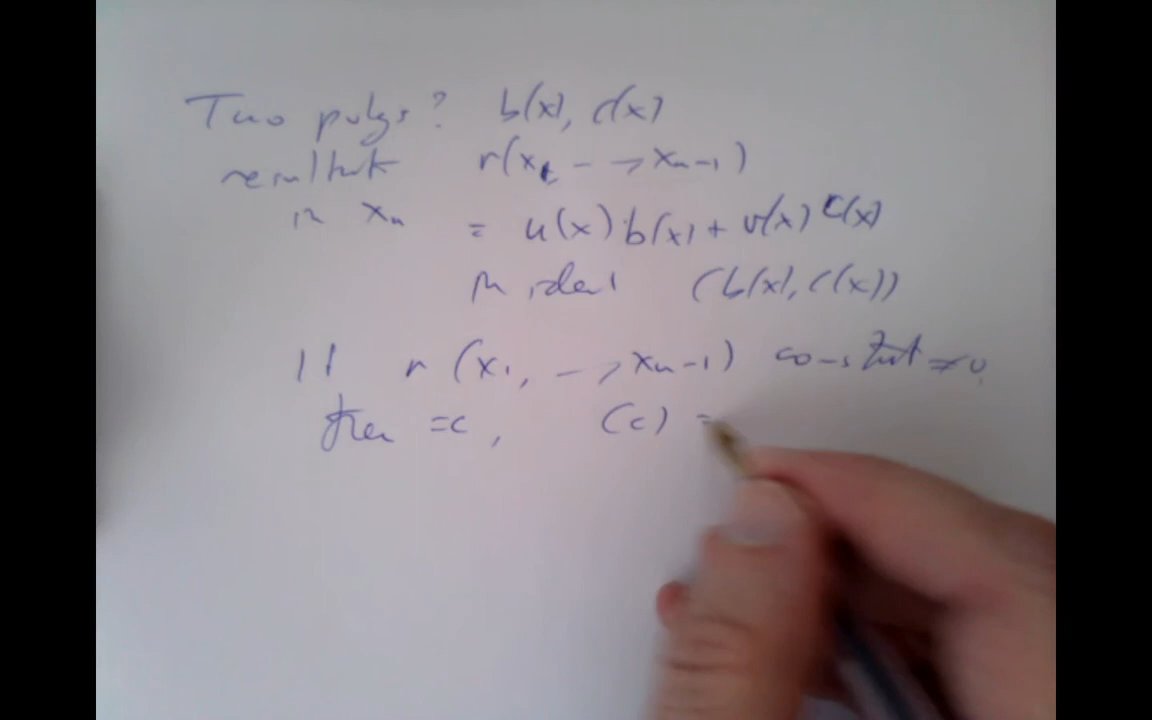 Two polys? b(x), c(x)
resultant r(x1 - -, xn-1)
in xn = u(x) b(x) + v(x) c(x)
in ideal (b(x), c(x))
If r (x1, - -, xn-1) constant ≠ 0
then = c, (c) =